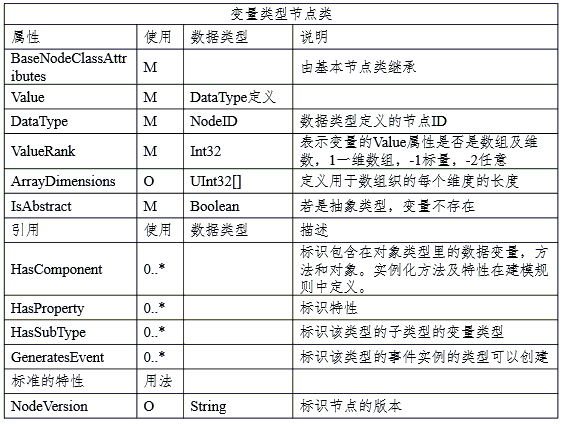 变量类型节点类
属性 使用 数据类型 说明
BaseNodeClassAttr
ibutes M 由基本节点类继承
Value M DataType定义
DataType M NodeID 数据类型定义的节点ID
ValueRank M Int32 表示变量的Value属性是否是数组及维
数，1一维数组，-1标量，-2任意
ArrayDimensions O UInt32[] 定义用于数组织的每个维度的长度
IsAbstract M Boolean 若是抽象类型，变量不存在
引用 使用 数据类型 描述
HasComponent 0..* 标识包含在对象类型里的数据变量，方
法和对象。实例化方法及特性在建模规
则中定义。
HasProperty 0..* 标识特性
HasSubType 0..* 标识该类型的子类型的变量类型
GeneratesEvent 0..* 标识该类型的事件实例的类型可以创建
标准的特性 用法
NodeVersion O String 标识节点的版本